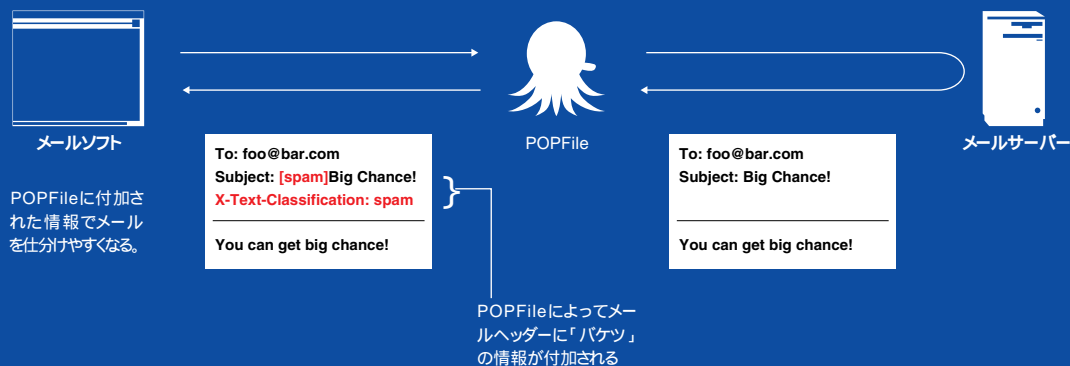 メールソフト
POPFileに付加さ
れた情報でメール
を仕分けやすくなる。
To: foo@bar.com
Subject: [spam]Big Chance!
X-Text-Classification: spam
You can get big chance!
}
POPFileによってメー
ルヘッダーに「バケツ」
の情報が付加される
POPFile
To: foo@bar.com
Subject: Big Chance!
You can get big chance!
メールサーバー